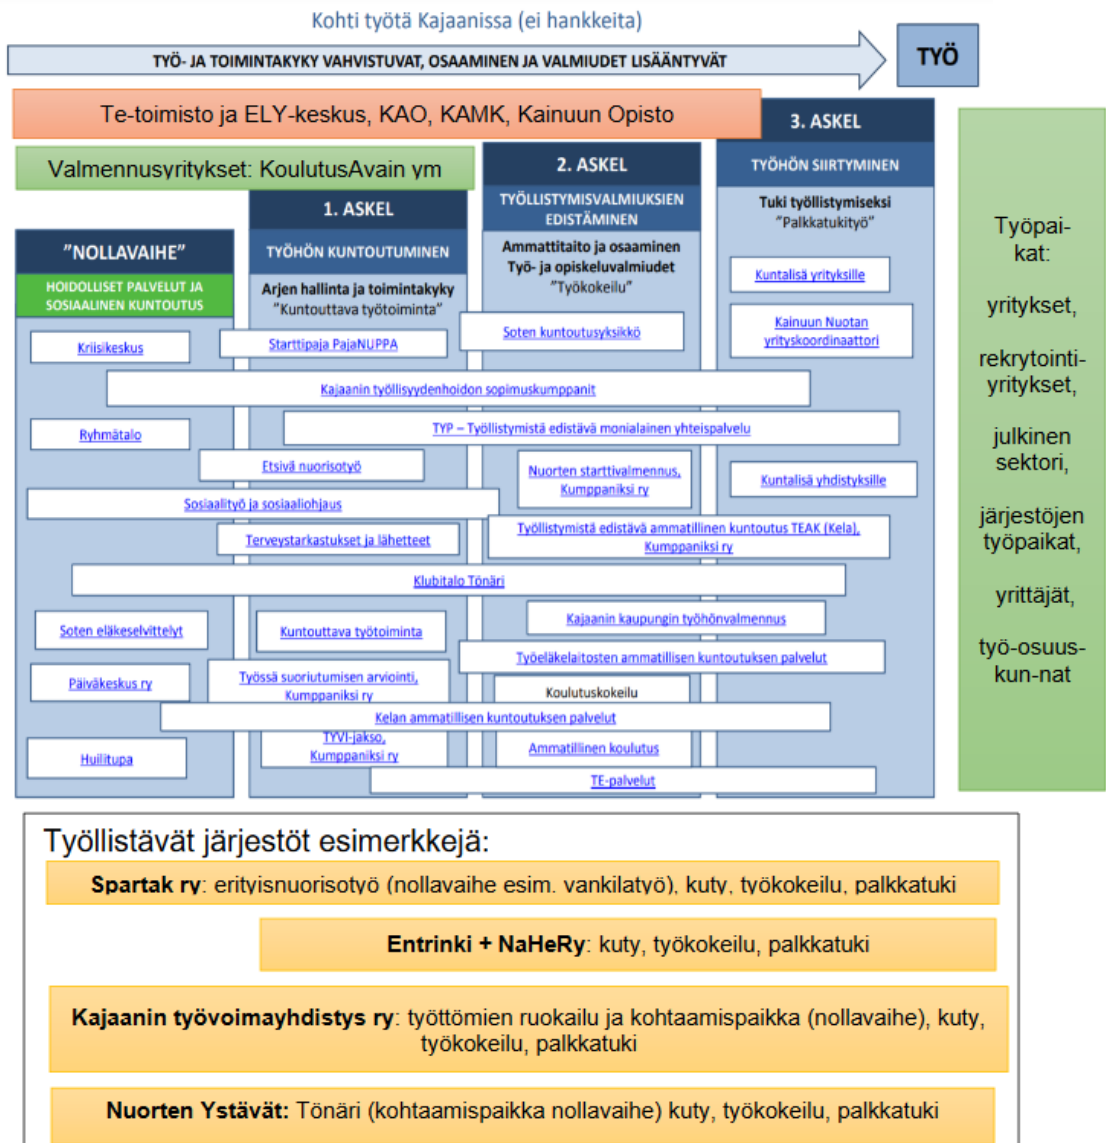 Kohti työtä Kajaanissa (ei hankkeita)
TYÖ- JA TOIMINTAKYKY VAHVISTUVAT, OSAAMINEN JA VALMIUDET LISÄÄNTYVÄT
TYÖ
Te-toimisto ja ELY-keskus, KAO, KAMK, Kainuun Opisto
Valmennusyritykset: KoulutusAvain ym
"NOLLAVAIHE"
HOIDOLLISET PALVELUT JA
SOSIAALINEN KUNTOUTUS
1. ASKEL
TYÖHÖN KUNTOUTUMINEN
Arjen hallinta ja toimintakyky
"Kuntouttava työtoiminta"
2. ASKEL
TYÖLLISTYMISVALMIUKSIEN
EDISTÄMINEN
Ammattitaito ja osaaminen
Työ- ja opiskeluvalmiudet
"Työkokeilu"
3. ASKEL
TYÖHÖN SIIRTYMINEN
Tuki työllistymiseksi
"Palkkatukityö"
Kuntalisä yrityksille
Kriisikeskus
Starttipaja PajaNUPPA
Soten kuntoutusyksikkö
Kainuun Nuotan
yrityskoordinaattori
Kajaanin työllisyydenhoidon sopimuskumppanit
Ryhmätalo
TYP – Työllistymistä edistävä monialainen yhteispalvelu
Etsivä nuorisotyö
Nuorten starttivalmennus,
Kumppaniksi ry
Kuntalisä yhdistyksille
Sosiaalityö ja sosiaaliohjaus
Terveystarkastukset ja lähetteet
Työllistymistä edistävä ammatillinen kuntoutus TEAK (Kela),
Kumppaniksi ry
Klubitalo Tönäri
Kajaanin kaupungin työhönvalmennus
Soten eläkeselvittelyt
Kuntouttava työtoiminta
Työeläkelaitosten ammatillisen kuntoutuksen palvelut
Päiväkeskus ry
Työssä suoriutumisen arviointi,
Kumppaniksi ry
Koulutuskokeilu
Kelan ammatillisen kuntoutuksen palvelut
TYVI-jakso,
Kumppaniksi ry
Ammatillinen koulutus
Huilitupa
TE-palvelut
Työpai-
kat:
yritykset,
rekrytointi-
yritykset,
julkinen
sektori,
järjestöjen
työpaikat,
yrittäjät,
työ-osuus-
kun-nat
Työllistävät järjestöt esimerkkejä:
Spartak ry: erityisnuorisotyö (nollavaihe esim. vankilatyö), kuty, työkokeilu, palkkatuki
Entrinki + NaHeRy: kuty, työkokeilu, palkkatuki
Kajaanin työvoimayhdistys ry: työttömien ruokailu ja kohtaamispaikka (nollavaihe), kuty,
työkokeilu, palkkatuki
Nuorten Ystävät: Tönäri (kohtaamispaikka nollavaihe) kuty, työkokeilu, palkkatuki